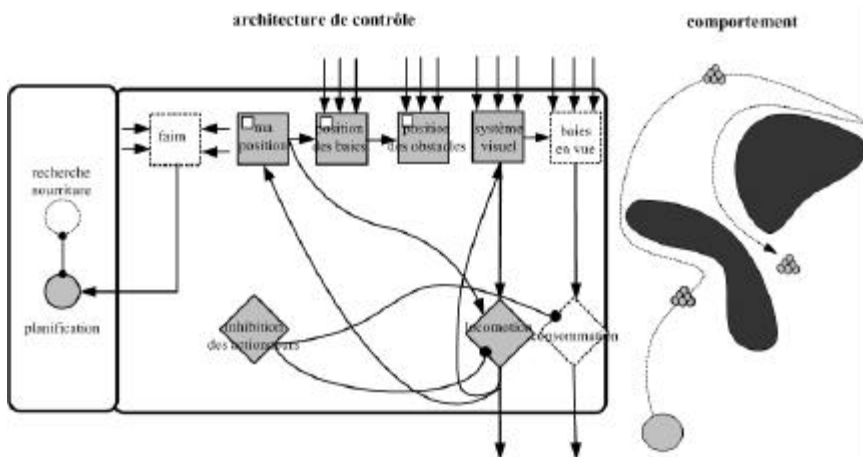 architecture de contrôle
comportement
faim
ma
position
position
des baies
position
des obstacles
système
visuel
baies
en vue
recherche
nourriture
planification
inhibition
des actionneurs
locomotion
consommation